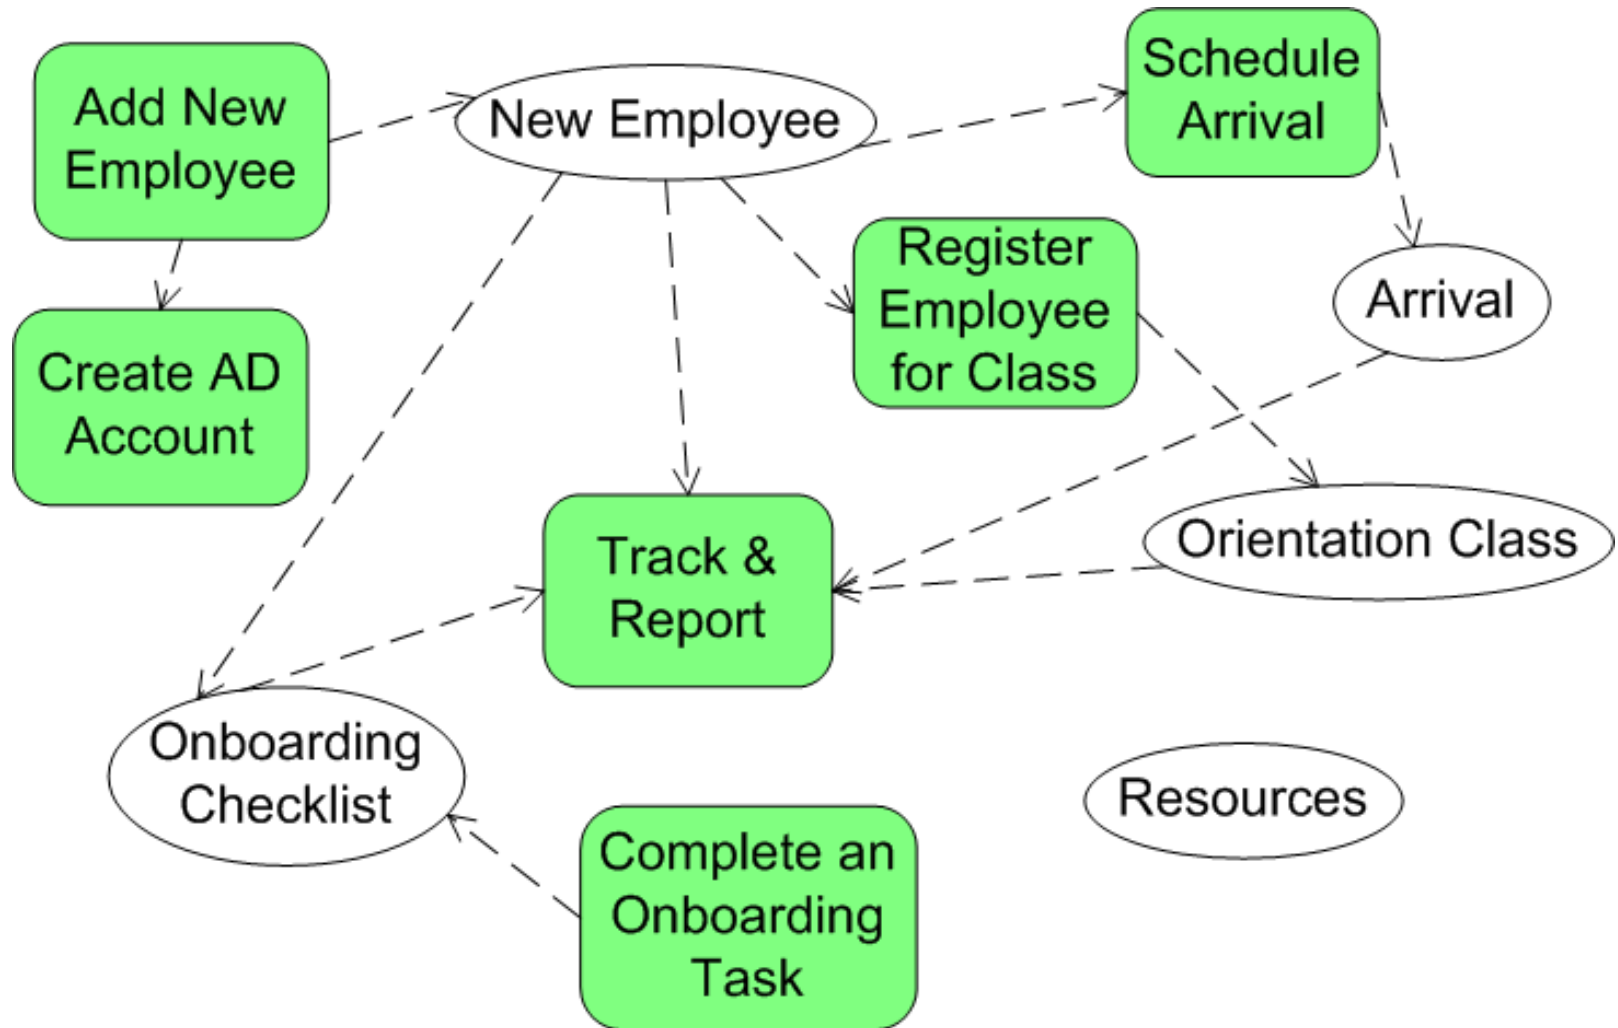 Add New
Employee
New Employee
Schedule
Arrival
Register
Employee
for Class
Arrival
Create AD
Account
Track &
Report
Orientation Class
Onboarding
Checklist
Resources
Complete an
Onboarding
Task